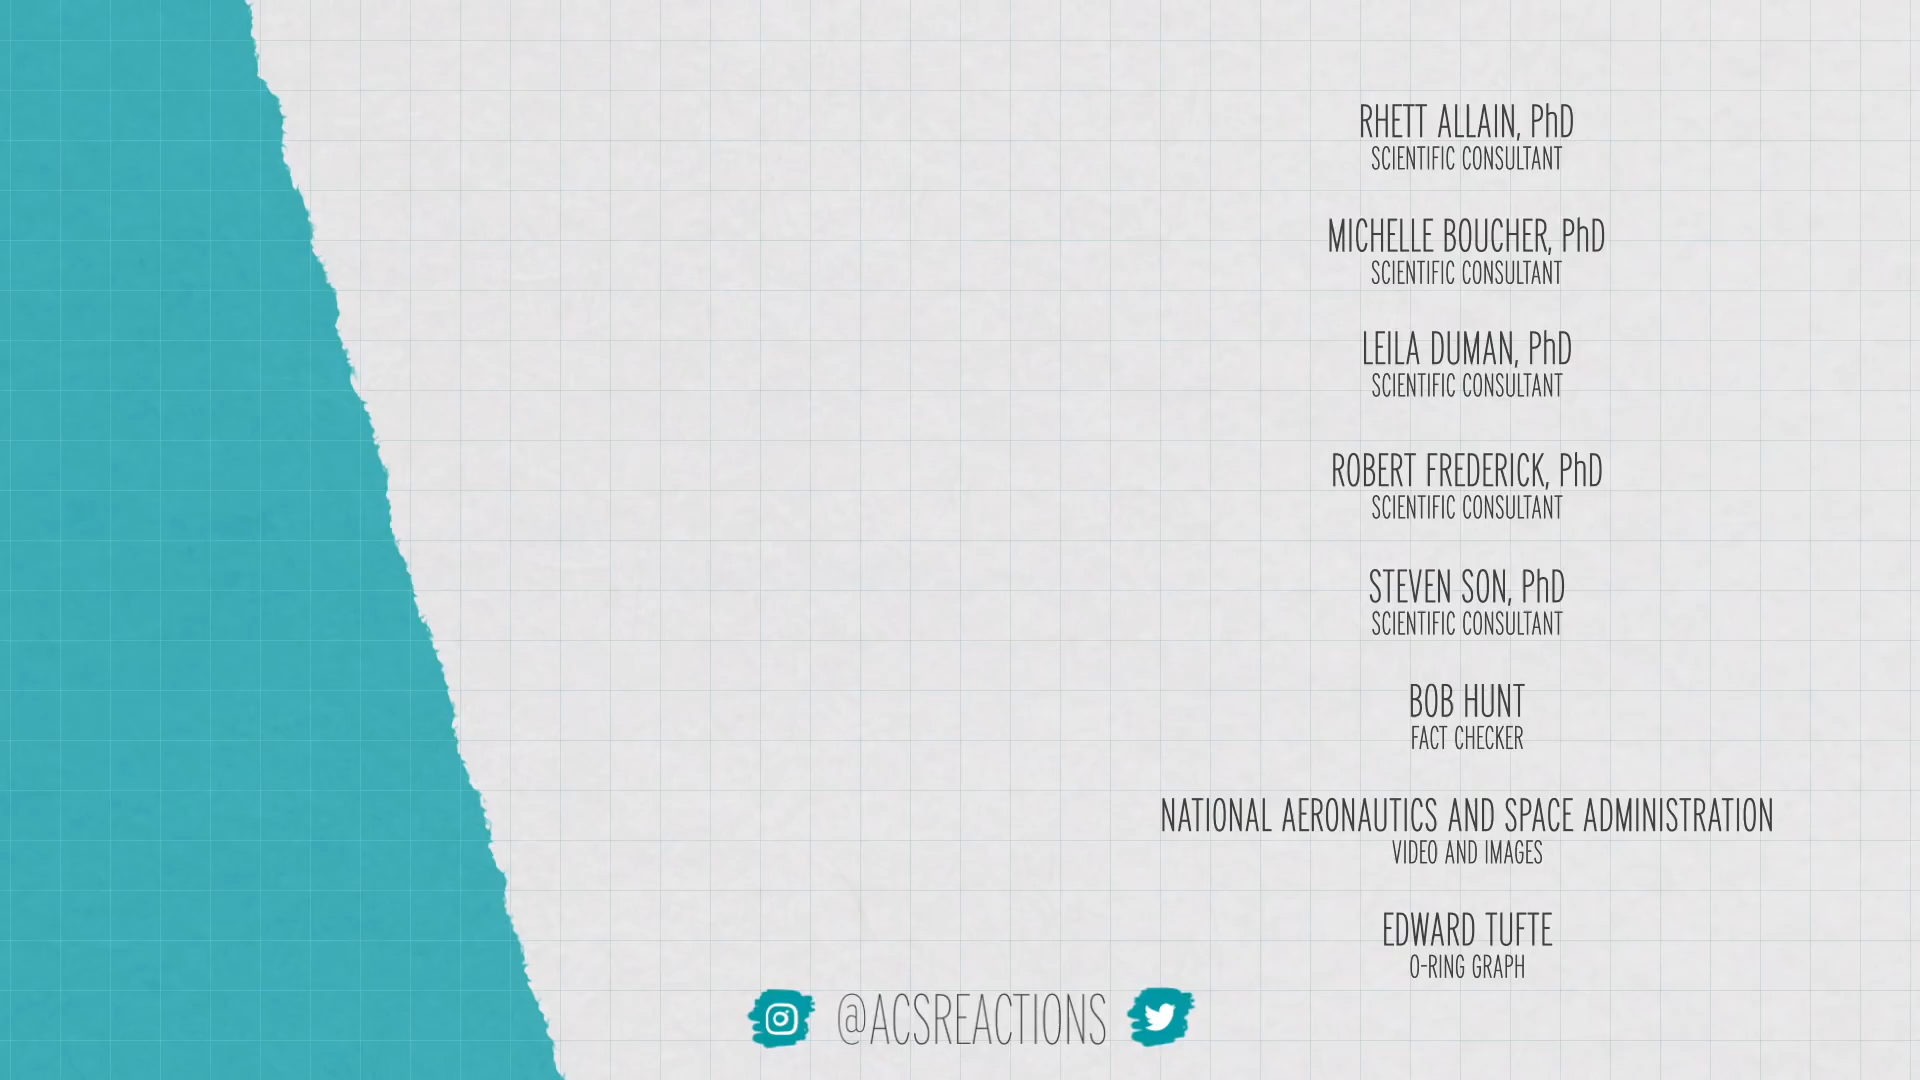 RHETT ALLAIN, PhD
SCIENTIFIC CONSULTANT
MICHELLE BOUCHER, PhD
SCIENTIFIC CONSULTANT
LEILA DUMAN, PhD
SCIENTIFIC CONSULTANT
ROBERT FREDERICK, PhD
SCIENTIFIC CONSULTANT
STEVEN SON, PhD
SCIENTIFIC CONSULTANT
BOB HUNT
FACT CHECKER
NATIONAL AERONAUTICS AND SPACE ADMINISTRATION
VIDEO AND IMAGES
EDWARD TUFTE
O-RING GRAPH
@ACSREACTIONS